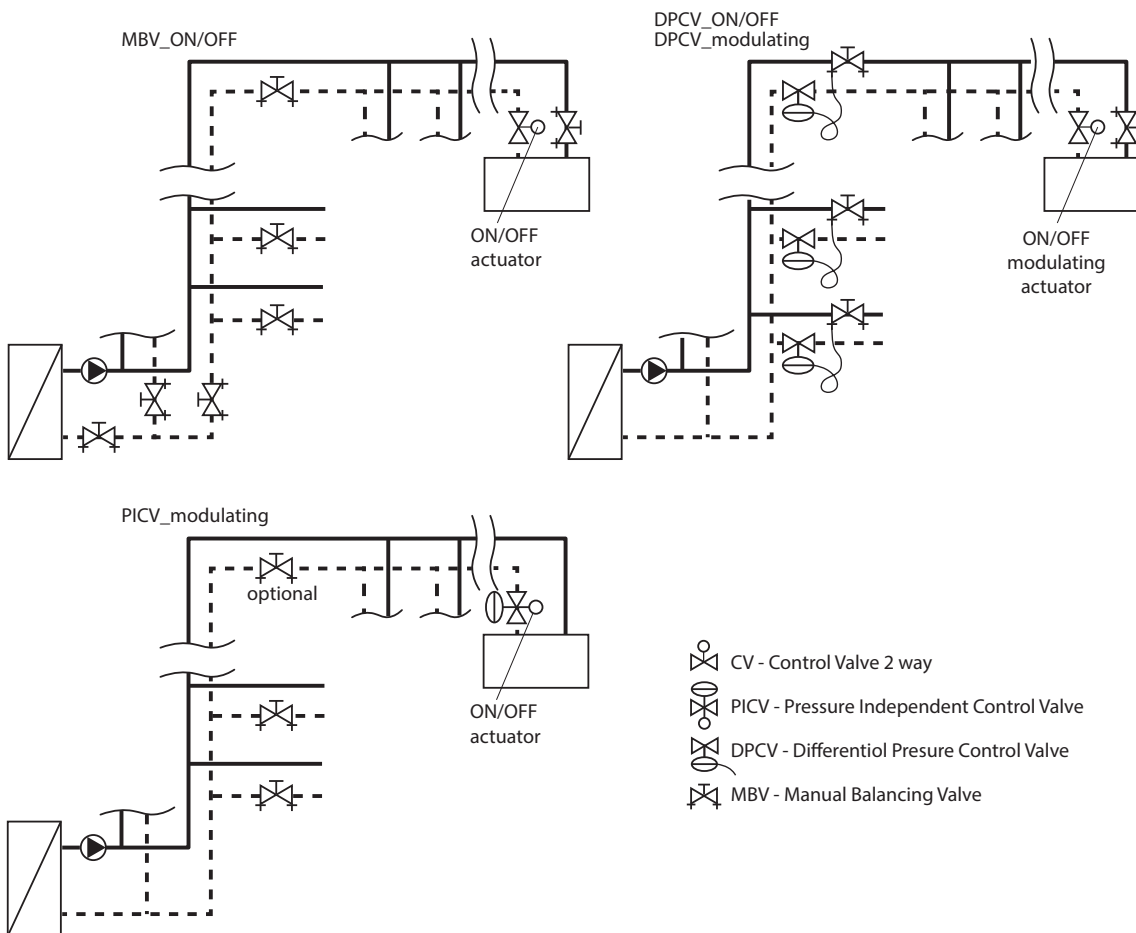 MBV_ON/OFF
ON/OFF
actuator
DPCV_ON/OFF
DPCV_modulating
ON/OFF
modulating
actuator
PICV_modulating
optional
ON/OFF
actuator
CV - Control Valve 2 way
PICV - Pressure Independent Control Valve
DPCV - Differentiol Presure Control Valve
MBV - Manual Balancing Valve